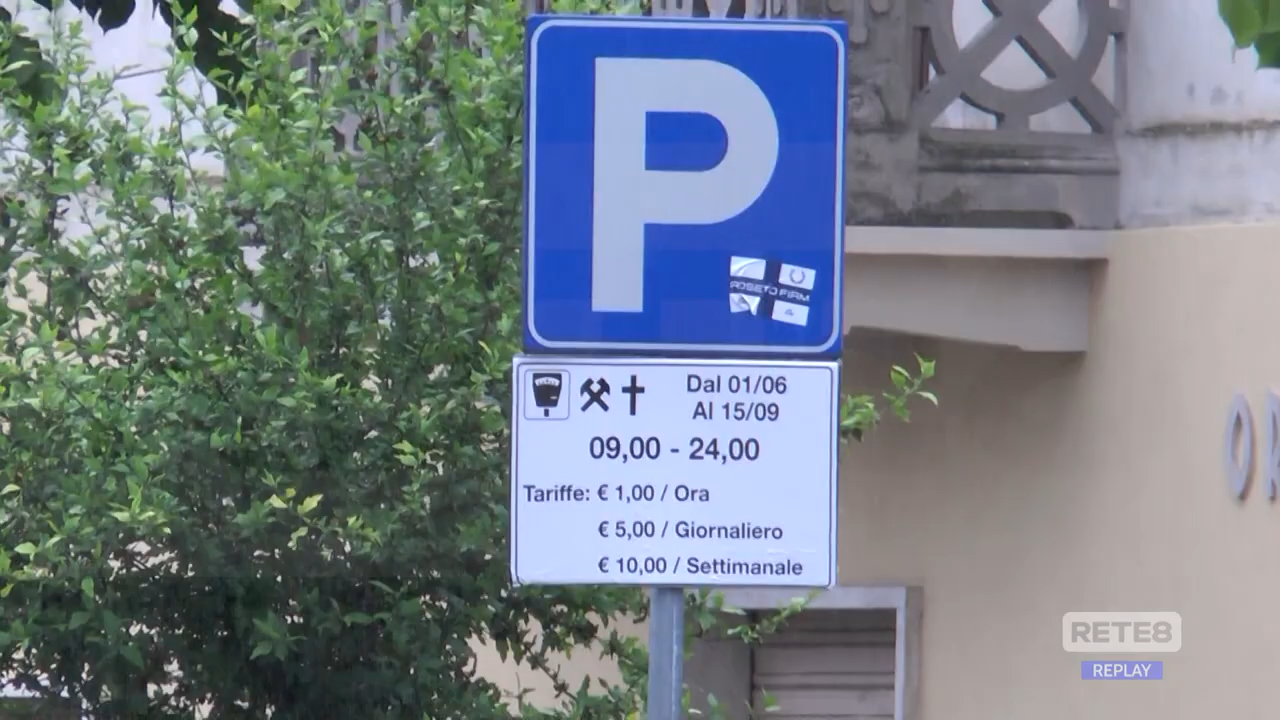 P
ROSETO FIRM
Dal 01/06
Al 15/09
09,00 - 24,00
Tariffe: € 1,00 / Ora
€ 5,00 / Giornaliero
€ 10,00 / Settimanale
RETE8
REPLAY